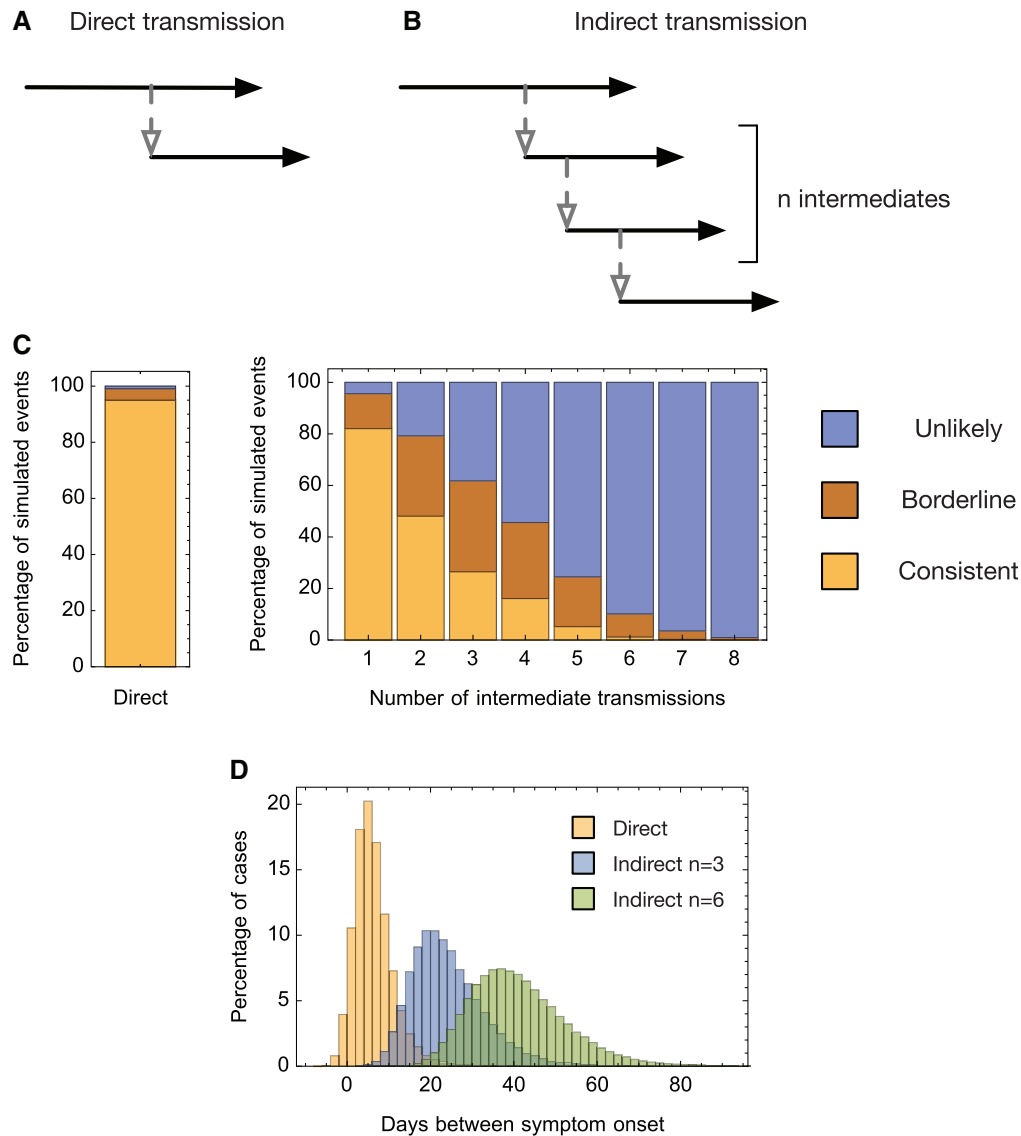 A Direct transmission
B Indirect transmission
n intermediates
C
Percentage of simulated events
100
80
60
40
20
0
Direct
Percentage of simulated events
100
80
60
40
20
0
1 2 3 4 5 6 7 8
Number of intermediate transmissions
Unlikely
Borderline
Consistent
D
Percentage of cases
20
15
10
5
0
0 20 40 60 80
Days between symptom onset
Direct
Indirect n=3
Indirect n=6